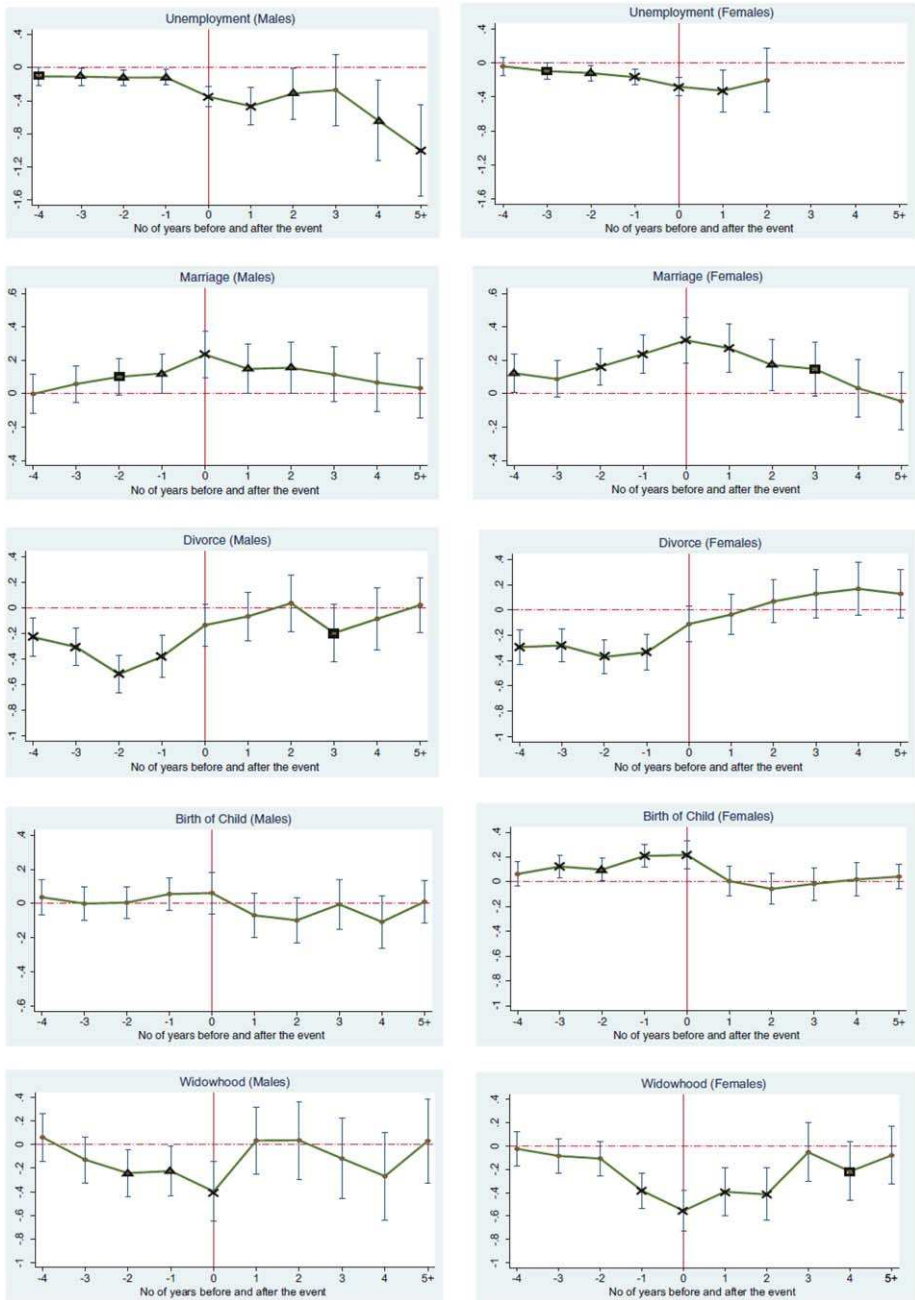 Unemployment (Males)
.4
0
-.4
-.8
-1.2
-1.6
-4 -3 -2 -1 0 1 2 3 4 5+
No of years before and after the event
Unemployment (Females)
.4
0
-.4
-.8
-1.2
-1.6
-4 -3 -2 -1 0 1 2 3 4 5+
No of years before and after the event
Marriage (Males)
.6
.4
.2
0
-.2
-.4
-4 -3 -2 -1 0 1 2 3 4 5+
No of years before and after the event
Marriage (Females)
.6
.4
.2
0
-.2
-.4
-4 -3 -2 -1 0 1 2 3 4 5+
No of years before and after the event
Divorce (Males)
.4
.2
0
-.2
-.4
-.6
-.8
-1
-4 -3 -2 -1 0 1 2 3 4 5+
No of years before and after the event
Divorce (Females)
.4
.2
0
-.2
-.4
-.6
-.8
-1
-4 -3 -2 -1 0 1 2 3 4 5+
No of years before and after the event
Birth of Child (Males)
.4
.2
0
-.2
-.4
-.6
-4 -3 -2 -1 0 1 2 3 4 5+
No of years before and after the event
Birth of Child (Females)
.4
.2
0
-.2
-.4
-.6
-.8
-1
-4 -3 -2 -1 0 1 2 3 4 5+
No of years before and after the event
Widowhood (Males)
.4
.2
0
-.2
-.4
-.6
-.8
-1
-4 -3 -2 -1 0 1 2 3 4 5+
No of years before and after the event
Widowhood (Females)
.4
.2
0
-.2
-.4
-.6
-.8
-1
-4 -3 -2 -1 0 1 2 3 4 5+
No of years before and after the event